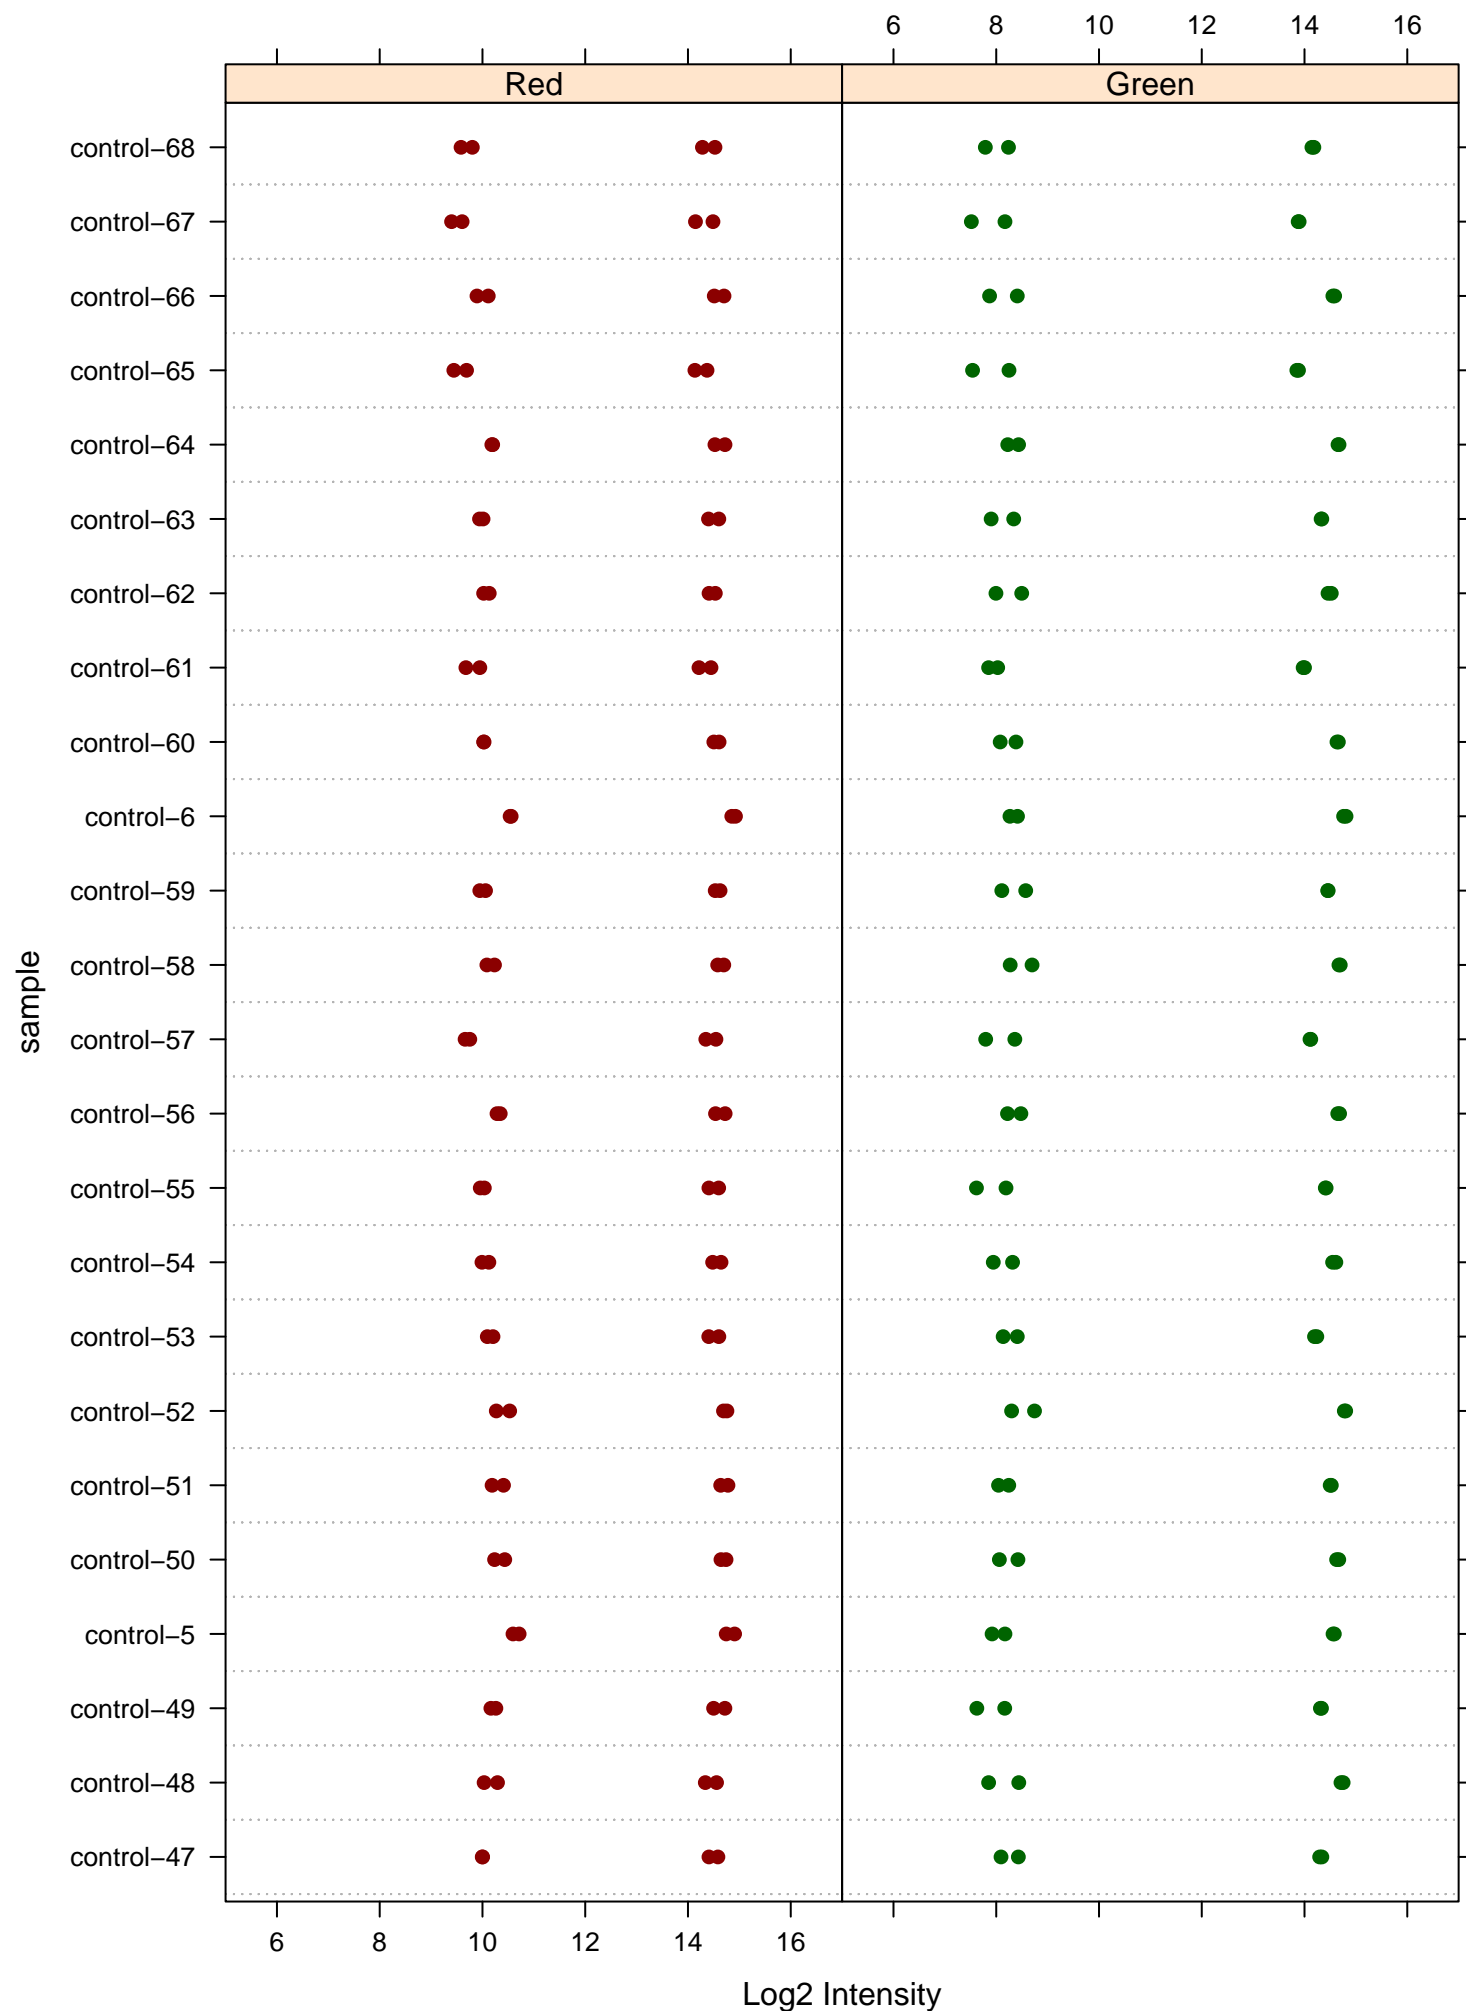 6 8 10 12 14 16
Red Green
control−68
control−67
control−66
control−65
control−64
control−63
control−62
control−61
control−60
control−6
control−59
control−58
control−57
control−56
control−55
control−54
control−53
control−52
control−51
control−50
control−5
control−49
control−48
control−47
sample
6 8 10 12 14 16
Log2 Intensity